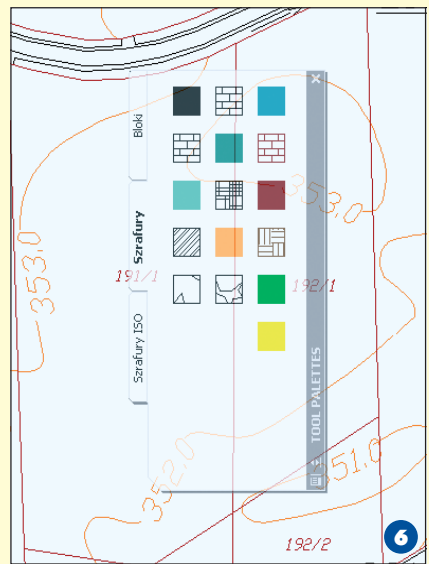 Bloki
Szrafury
Szrafury ISO
TOOL PALETTES
353.0
353.0
191/1
192/1
352.0
351.0
192/2
6